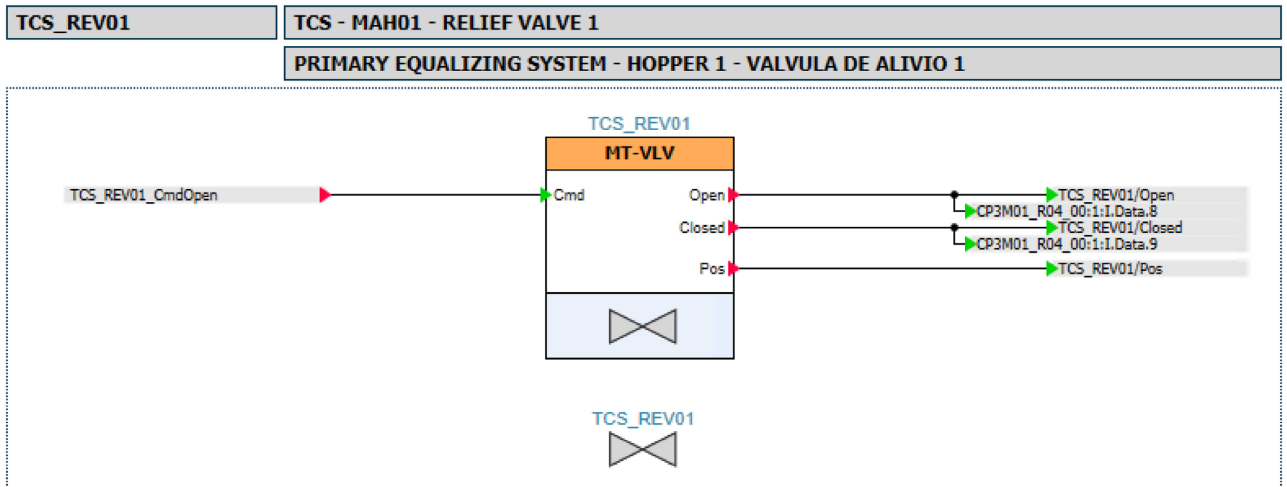 TCS_REV01
TCS - MAH01 - RELIEF VALVE 1
PRIMARY EQUALIZING SYSTEM - HOPPER 1 - VALVULA DE ALIVIO 1
TCS_REV01
MT-VLV
TCS_REV01_CmdOpen
Cmd
Open
TCS_REV01/Open
CP3M01_R04_00:1:I.Data.8
Closed
TCS_REV01/Closed
CP3M01_R04_00:1:I.Data.9
Pos
TCS_REV01/Pos
TCS_REV01